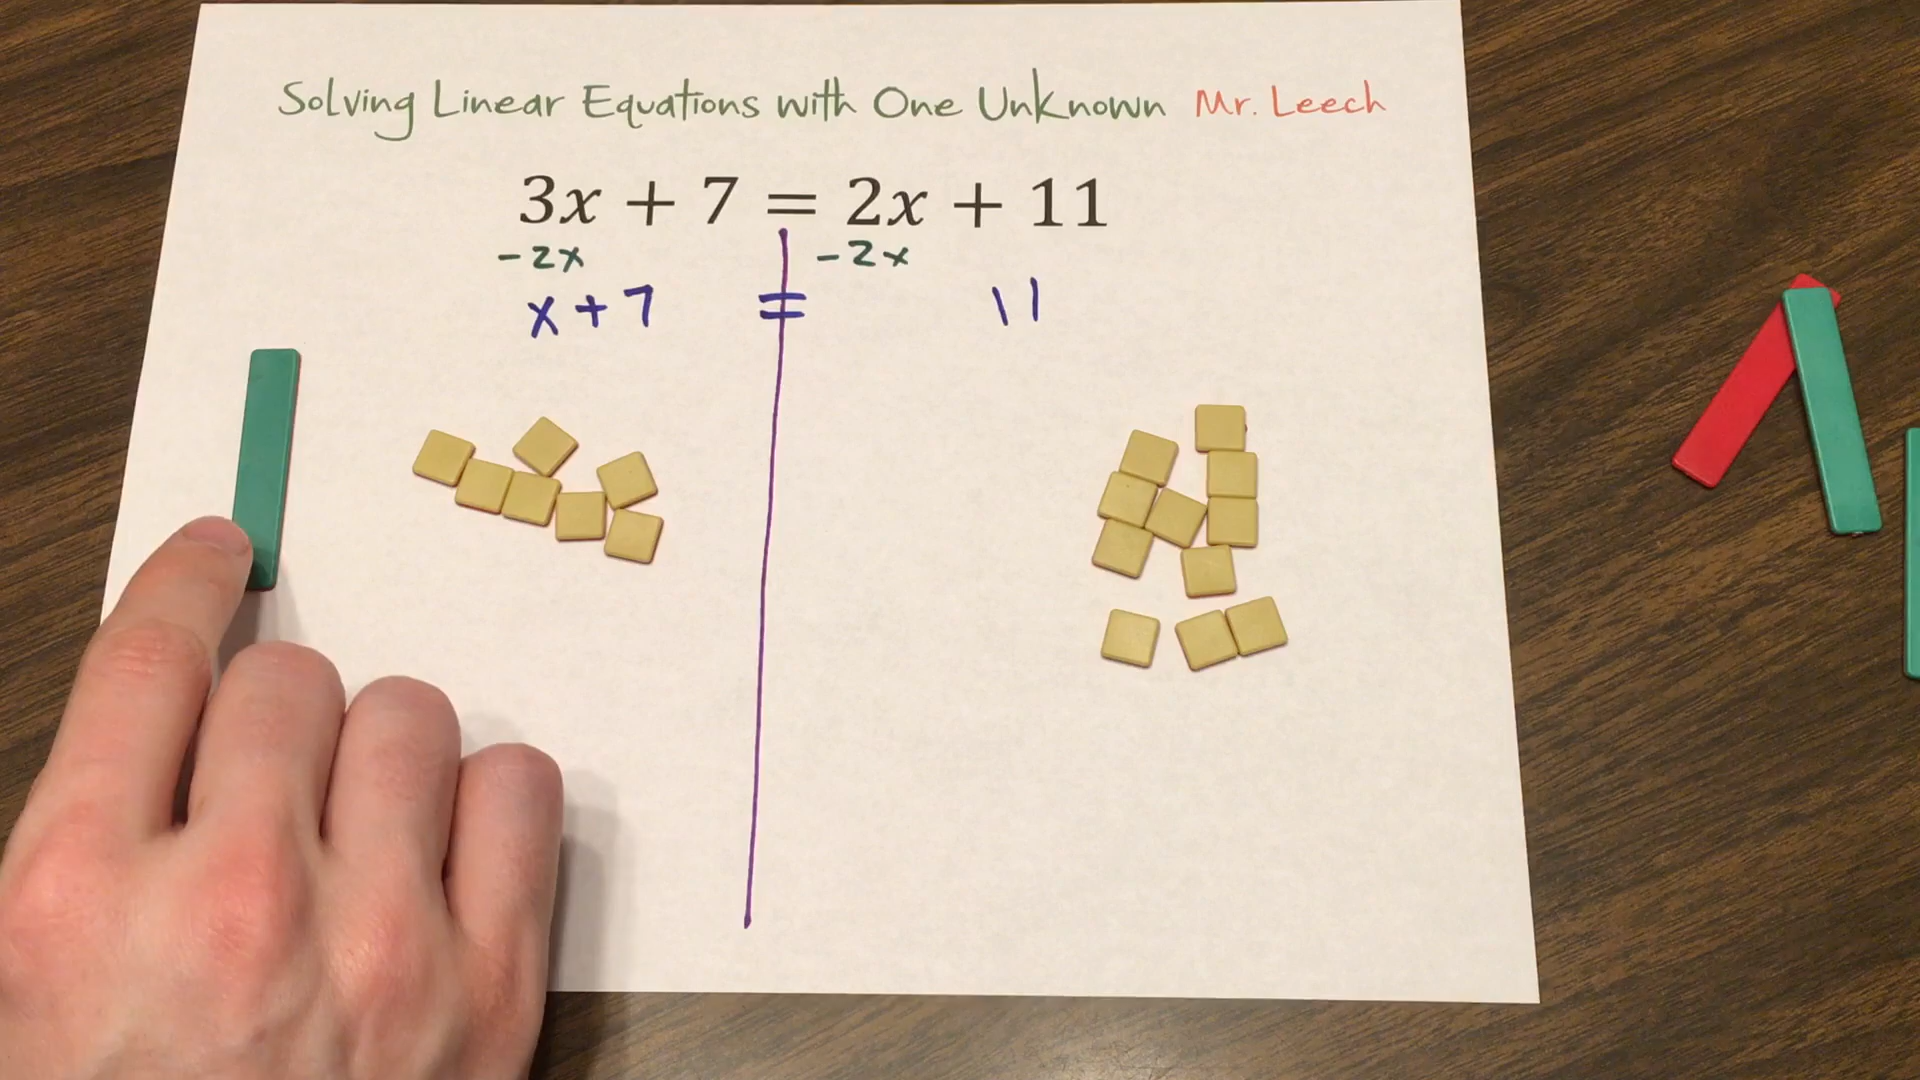 Solving Linear Equations with One Unknown Mr. Leech
3x + 7 = 2x + 11
-2x -2x
x + 7 = 11